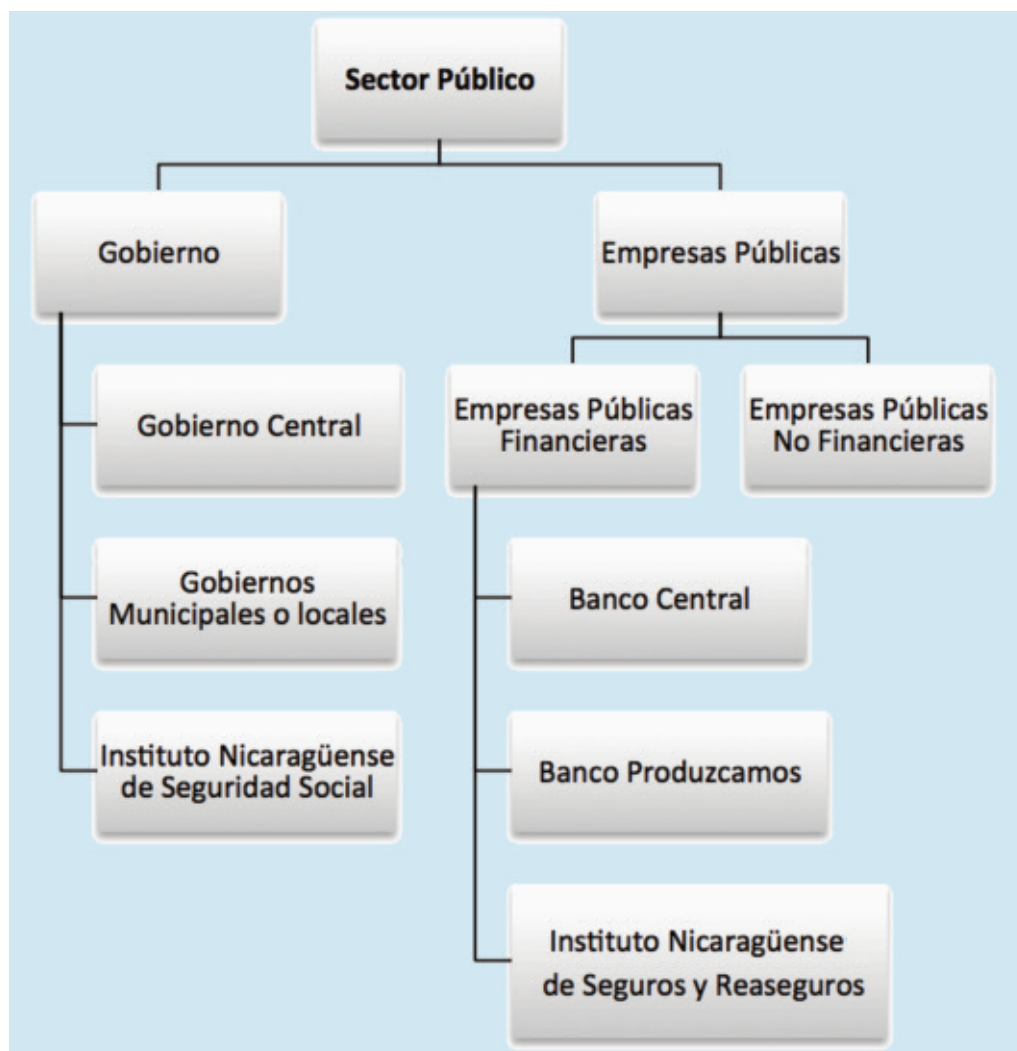 Sector Público
Gobierno
Empresas Públicas
Gobierno Central
Empresas Públicas
Financieras
Empresas Públicas
No Financieras
Gobiernos
Municipales o locales
Banco Central
Instituto Nicaragüense
de Seguridad Social
Banco Produzcamos
Instituto Nicaragüense
de Seguros y Reaseguros